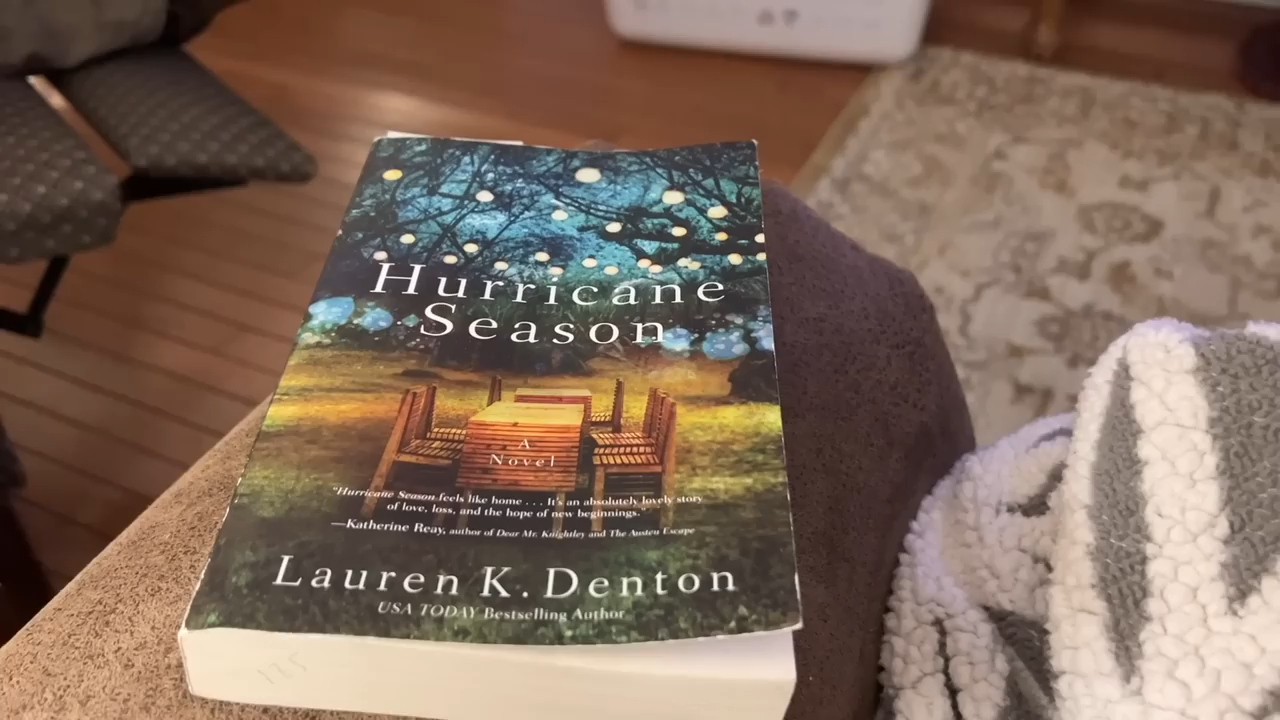 Hurricane
Season
A
Novel
"Hurricane Season feels like home . . . It's an absolutely lovely story
of love, loss, and the hope of new beginnings."
—Katherine Reay, author of Dear Mr. Knightley and The Austen Escape
Lauren K. Denton
USA TODAY Bestselling Author